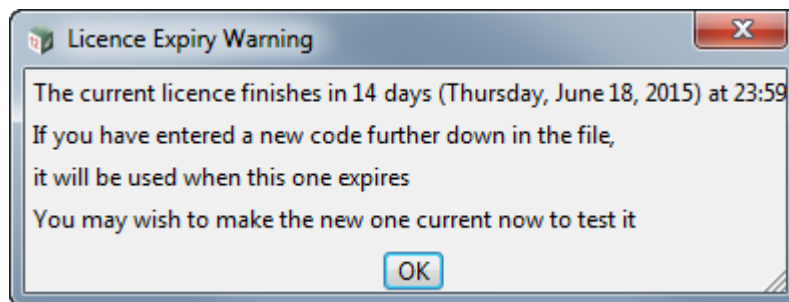 Licence Expiry Warning
The current licence finishes in 14 days (Thursday, June 18, 2015) at 23:59
If you have entered a new code further down in the file,
it will be used when this one expires
You may wish to make the new one current now to test it
OK